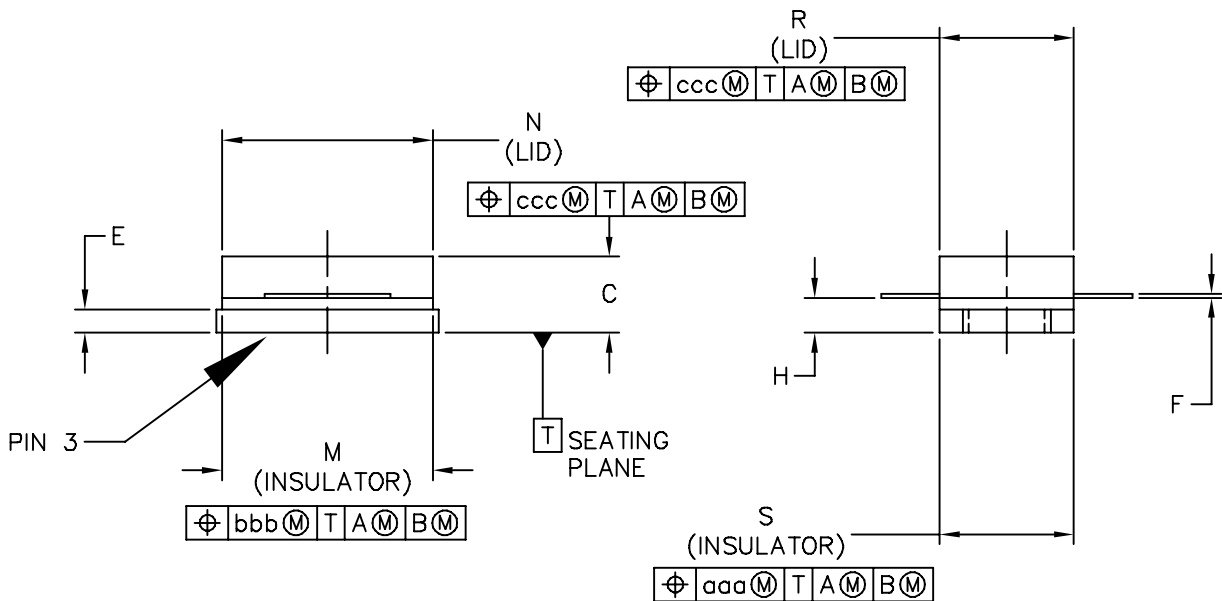 R
(LID)
⌖ ccc Ⓜ T A Ⓜ B Ⓜ
N
(LID)
⌖ ccc Ⓜ T A Ⓜ B Ⓜ
E
C
H
F
PIN 3
T SEATING
PLANE
M
(INSULATOR)
⌖ bbb Ⓜ T A Ⓜ B Ⓜ
S
(INSULATOR)
⌖ aaa Ⓜ T A Ⓜ B Ⓜ